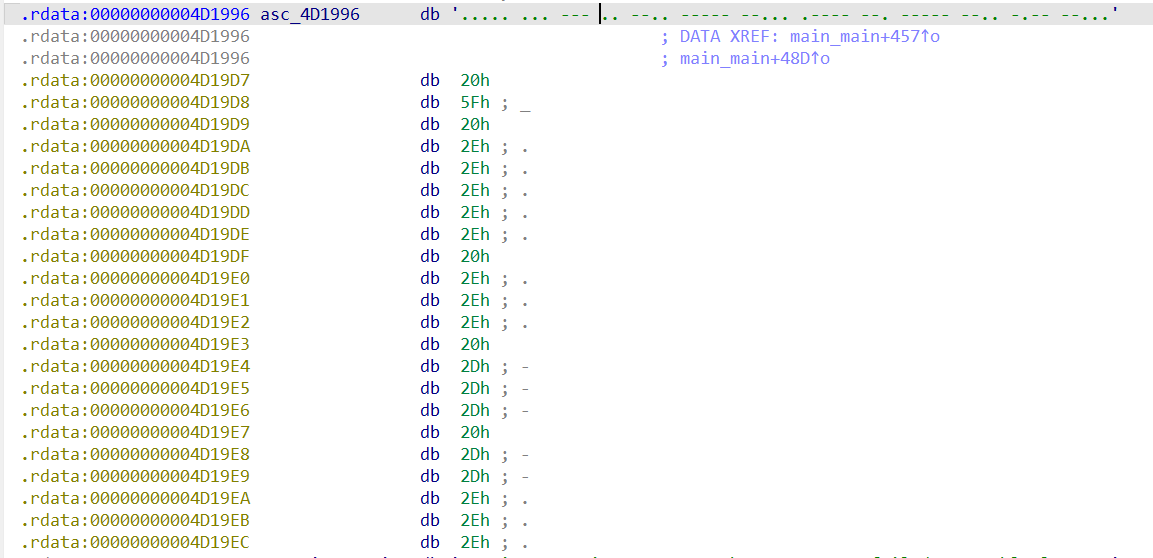 .rdata:00000000004D1996 asc_4D1996 db '..... ... --- .. --.. ----- --... .---- --. ----- --.. -.-- --...'
.rdata:00000000004D1996 ; DATA XREF: main_main+457↑o
.rdata:00000000004D1996 ; main_main+48D↑o
.rdata:00000000004D19D7 db 20h
.rdata:00000000004D19D8 db 5Fh ; _
.rdata:00000000004D19D9 db 20h
.rdata:00000000004D19DA db 2Eh ; .
.rdata:00000000004D19DB db 2Eh ; .
.rdata:00000000004D19DC db 2Eh ; .
.rdata:00000000004D19DD db 2Eh ; .
.rdata:00000000004D19DE db 2Eh ; .
.rdata:00000000004D19DF db 20h
.rdata:00000000004D19E0 db 2Eh ; .
.rdata:00000000004D19E1 db 2Eh ; .
.rdata:00000000004D19E2 db 2Eh ; .
.rdata:00000000004D19E3 db 20h
.rdata:00000000004D19E4 db 2Dh ; -
.rdata:00000000004D19E5 db 2Dh ; -
.rdata:00000000004D19E6 db 2Dh ; -
.rdata:00000000004D19E7 db 20h
.rdata:00000000004D19E8 db 2Dh ; -
.rdata:00000000004D19E9 db 2Dh ; -
.rdata:00000000004D19EA db 2Eh ; .
.rdata:00000000004D19EB db 2Eh ; .
.rdata:00000000004D19EC db 2Eh ; .